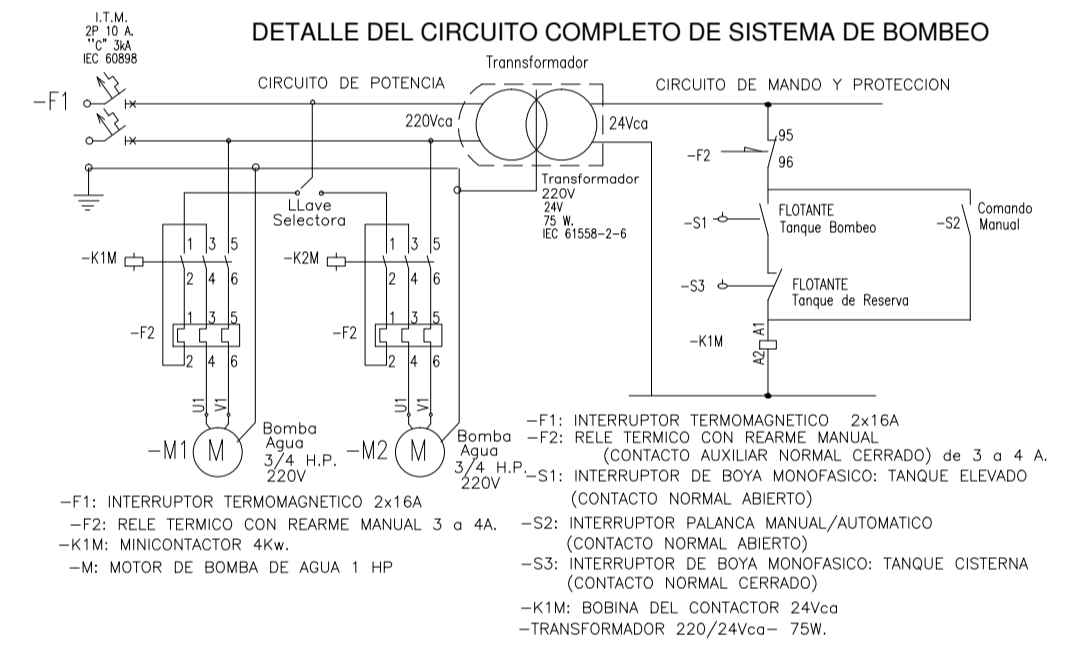 I.T.M.
2P 10 A.
"C" 3kA
IEC 60898
DETALLE DEL CIRCUITO COMPLETO DE SISTEMA DE BOMBEO
Trannsformador
CIRCUITO DE POTENCIA
CIRCUITO DE MANDO Y PROTECCION
-F1
220Vca
24Vca
95
-F2
96
Transformador
220V
24V
75 W.
IEC 61558-2-6
LLave
Selectora
-S1
FLOTANTE
Tanque Bombeo
-S2
Comando
Manual
1 3 5
-K1M
2 4 6
1 3 5
-K2M
2 4 6
-S3
FLOTANTE
Tanque de Reserva
1 3 5
-F2
2 4 6
1 3 5
-F2
2 4 6
-K1M
A1
A2
U1 V1
U1 V1
-M1
M
Bomba
Agua
3/4 H.P.
220V
-M2
M
Bomba
Agua
3/4 H.P.
220V
-F1: INTERRUPTOR TERMOMAGNETICO 2x16A
-F2: RELE TERMICO CON REARME MANUAL
(CONTACTO AUXILIAR NORMAL CERRADO) de 3 a 4 A.
-S1: INTERRUPTOR DE BOYA MONOFASICO: TANQUE ELEVADO
(CONTACTO NORMAL ABIERTO)
-S2: INTERRUPTOR PALANCA MANUAL/AUTOMATICO
(CONTACTO NORMAL ABIERTO)
-S3: INTERRUPTOR DE BOYA MONOFASICO: TANQUE CISTERNA
(CONTACTO NORMAL CERRADO)
-K1M: BOBINA DEL CONTACTOR 24Vca
-TRANSFORMADOR 220/24Vca- 75W.
-F1: INTERRUPTOR TERMOMAGNETICO 2x16A
-F2: RELE TERMICO CON REARME MANUAL 3 a 4A.
-K1M: MINICONTACTOR 4Kw.
-M: MOTOR DE BOMBA DE AGUA 1 HP